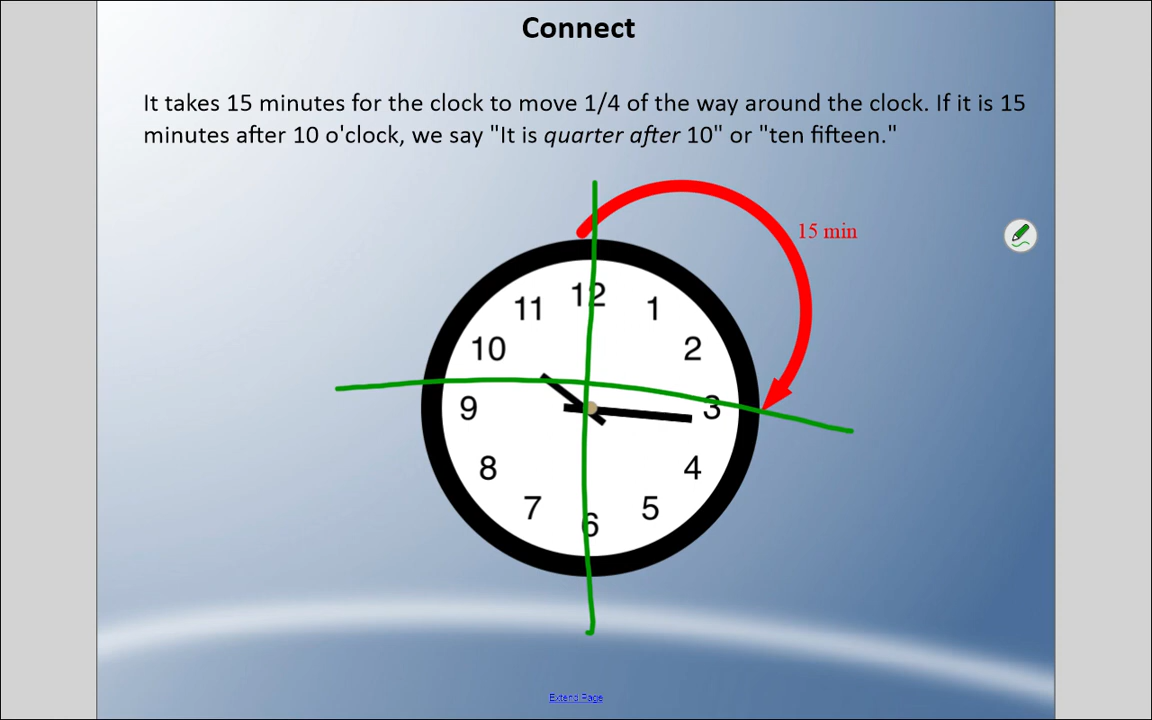 Connect
It takes 15 minutes for the clock to move 1/4 of the way around the clock. If it is 15
minutes after 10 o'clock, we say "It is quarter after 10" or "ten fifteen."
15 min
12
11
1
10
2
9
3
8
4
7
5
6
Extend Page